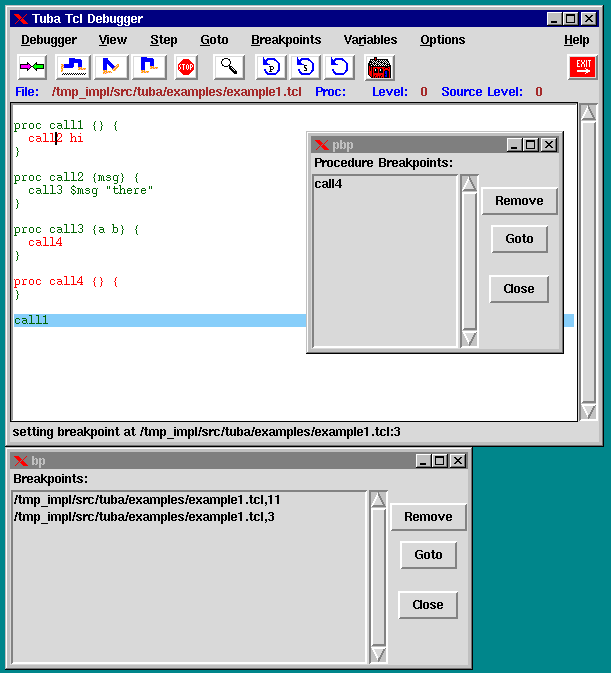 Tuba Tcl Debugger
Debugger View Step Goto Breakpoints Variables Options Help
STOP P S EXIT
File: /tmp_impl/src/tuba/examples/example1.tcl Proc: Level: 0 Source Level: 0
proc call1 {} {
call2 hi
}
proc call2 {msg} {
call3 $msg "there"
}
proc call3 {a b} {
call4
}
proc call4 {} {
}
call1
pbp
Procedure Breakpoints:
call4
Remove
Goto
Close
setting breakpoint at /tmp_impl/src/tuba/examples/example1.tcl:3
bp
Breakpoints:
/tmp_impl/src/tuba/examples/example1.tcl,11
/tmp_impl/src/tuba/examples/example1.tcl,3
Remove
Goto
Close